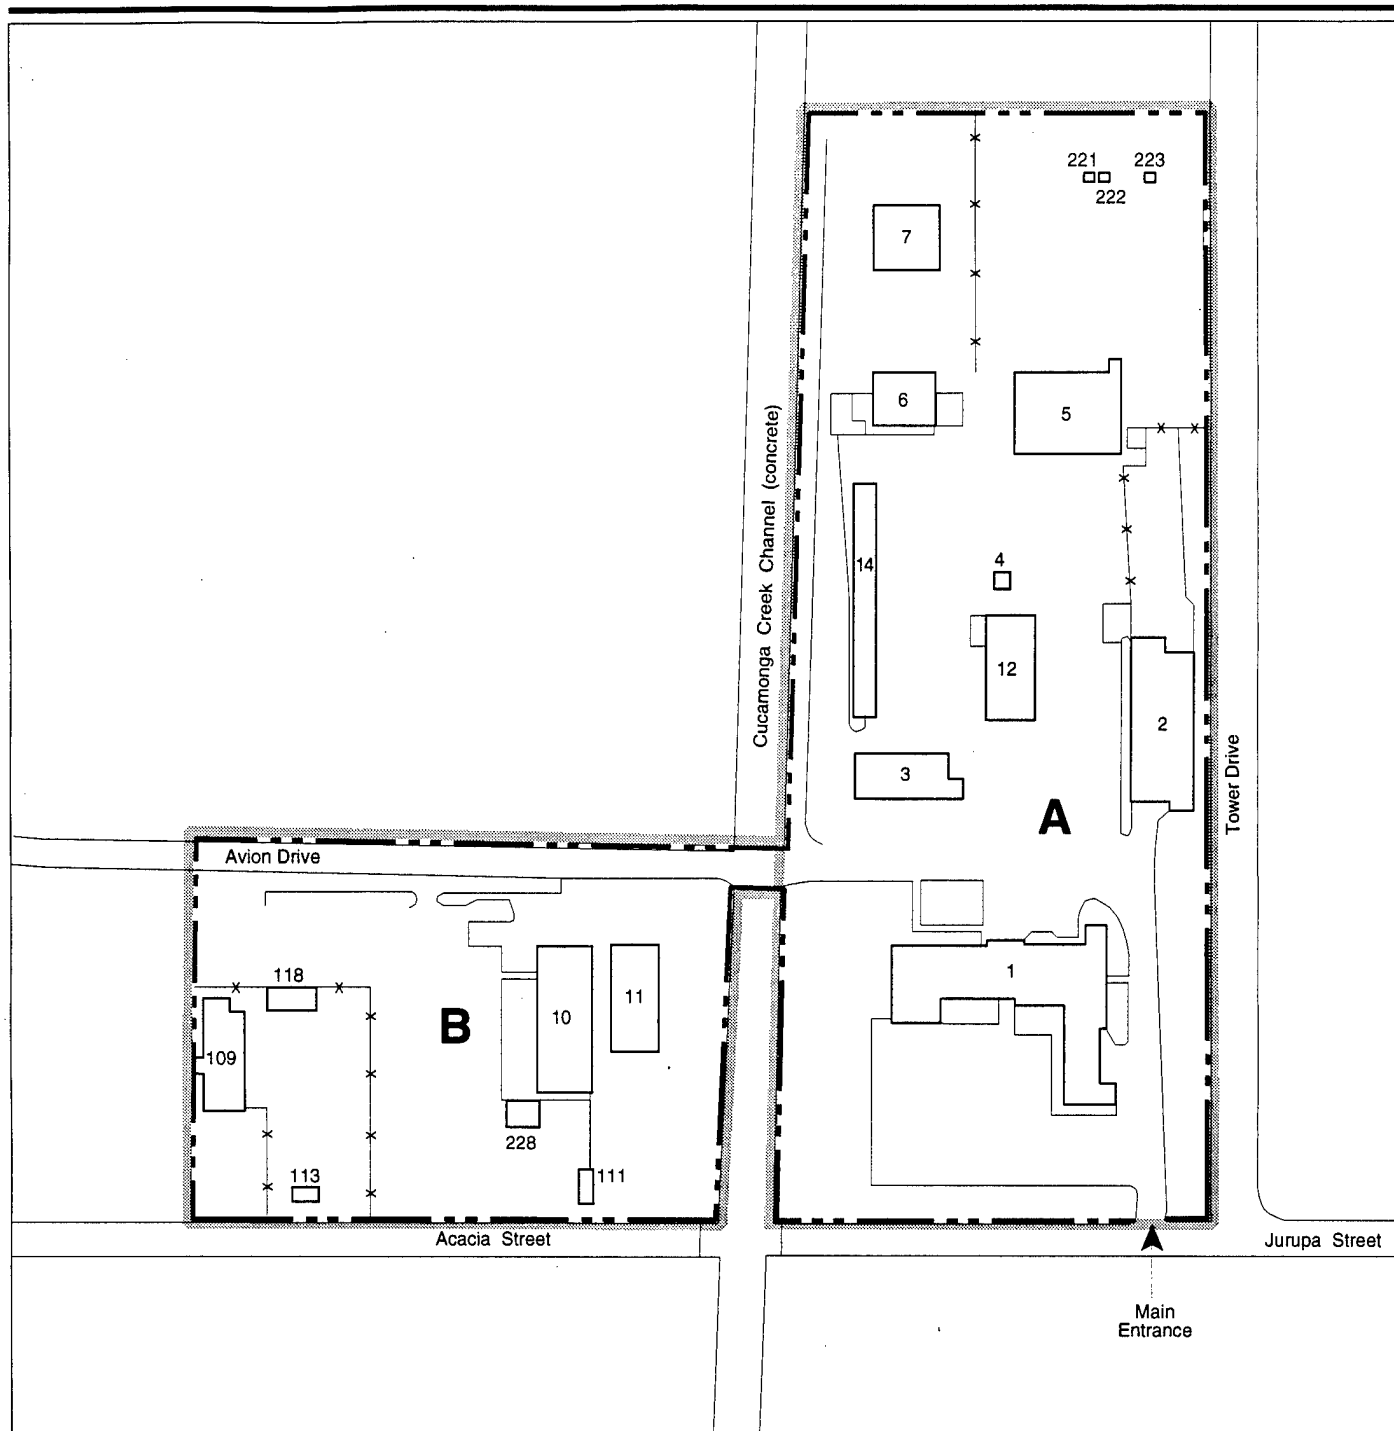 221
223
222
7
6
5
Cucamonga Creek Channel (concrete)
14
4
12
2
3
A
Tower Drive
Avion Drive
118
1
11
10
B
109
228
113
111
Acacia Street
Jurupa Street
Main
Entrance